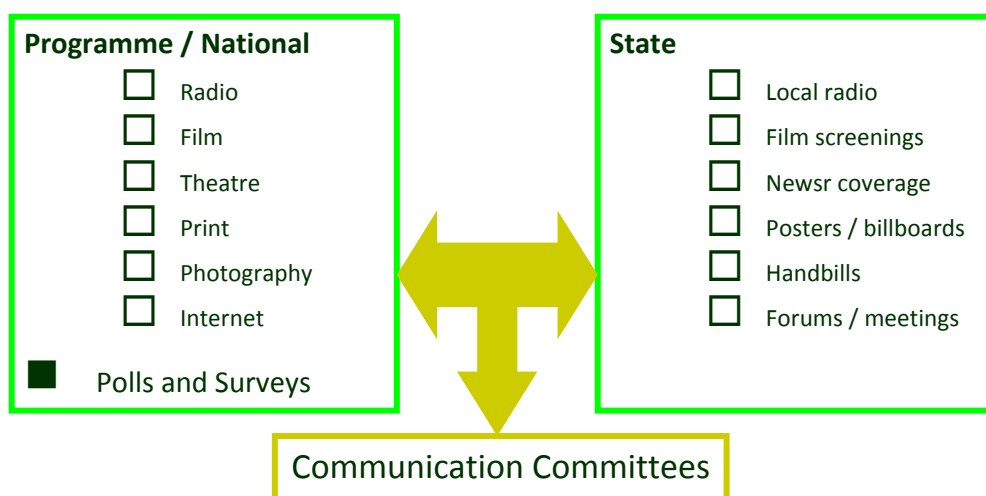 Programme / National
Radio
Film
Theatre
Print
Photography
Internet
Polls and Surveys
State
Local radio
Film screenings
Newsr coverage
Posters / billboards
Handbills
Forums / meetings
Communication Committees